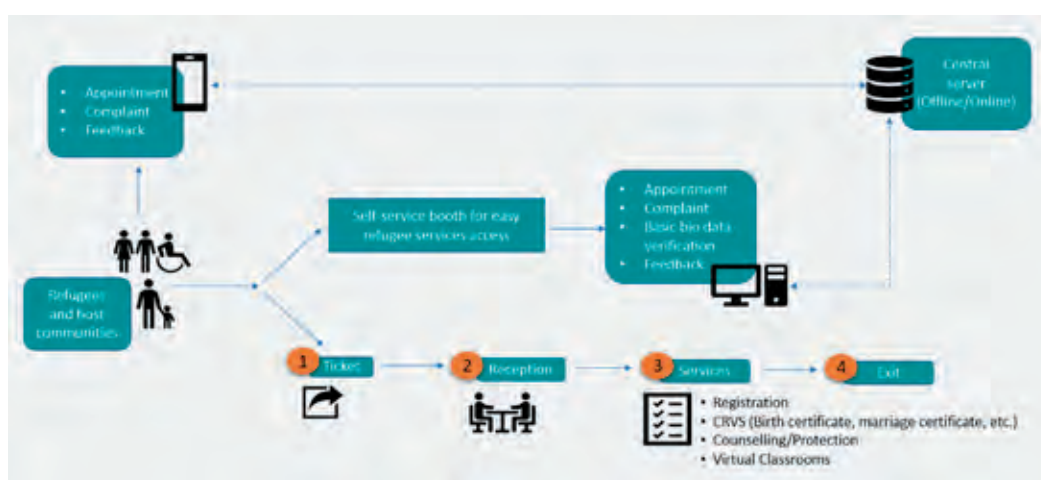 • Appointment
• Complaint
• Feedback
Central
server
(Offline/Online)
Self-service booth for easy
refugee services access
• Appointment
• Complaint
• Basic bio data
verification
• Feedback
Refugees
and host
communities
1 Ticket
2 Reception
3 Services
4 Exit
• Registration
• CRVS (Birth certificate, marriage certificate, etc.)
• Counselling/Protection
• Virtual Classrooms